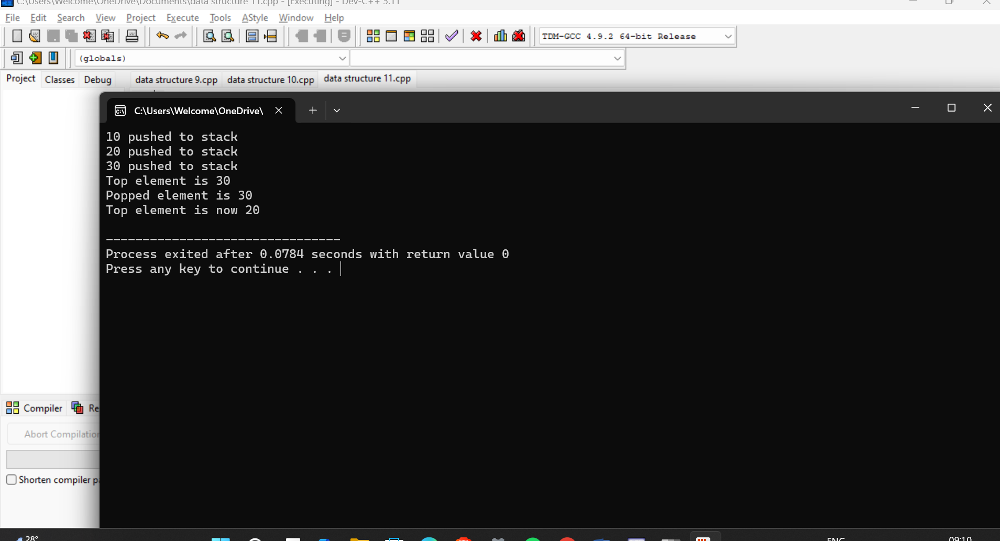 C:\Users\Welcome\OneDrive\Documents\data structure 11.cpp - [Executing] - Dev-C++ 5.11
File Edit Search View Project Execute Tools AStyle Window Help
TDM-GCC 4.9.2 64-bit Release
(globals)
Project Classes Debug data structure 9.cpp data structure 10.cpp data structure 11.cpp
C:\Users\Welcome\OneDrive\
10 pushed to stack
20 pushed to stack
30 pushed to stack
Top element is 30
Popped element is 30
Top element is now 20
--------------------------------
Process exited after 0.0784 seconds with return value 0
Press any key to continue . . .
Compiler Re
Abort Compilation
Shorten compiler pa
28°
ENG
09:10